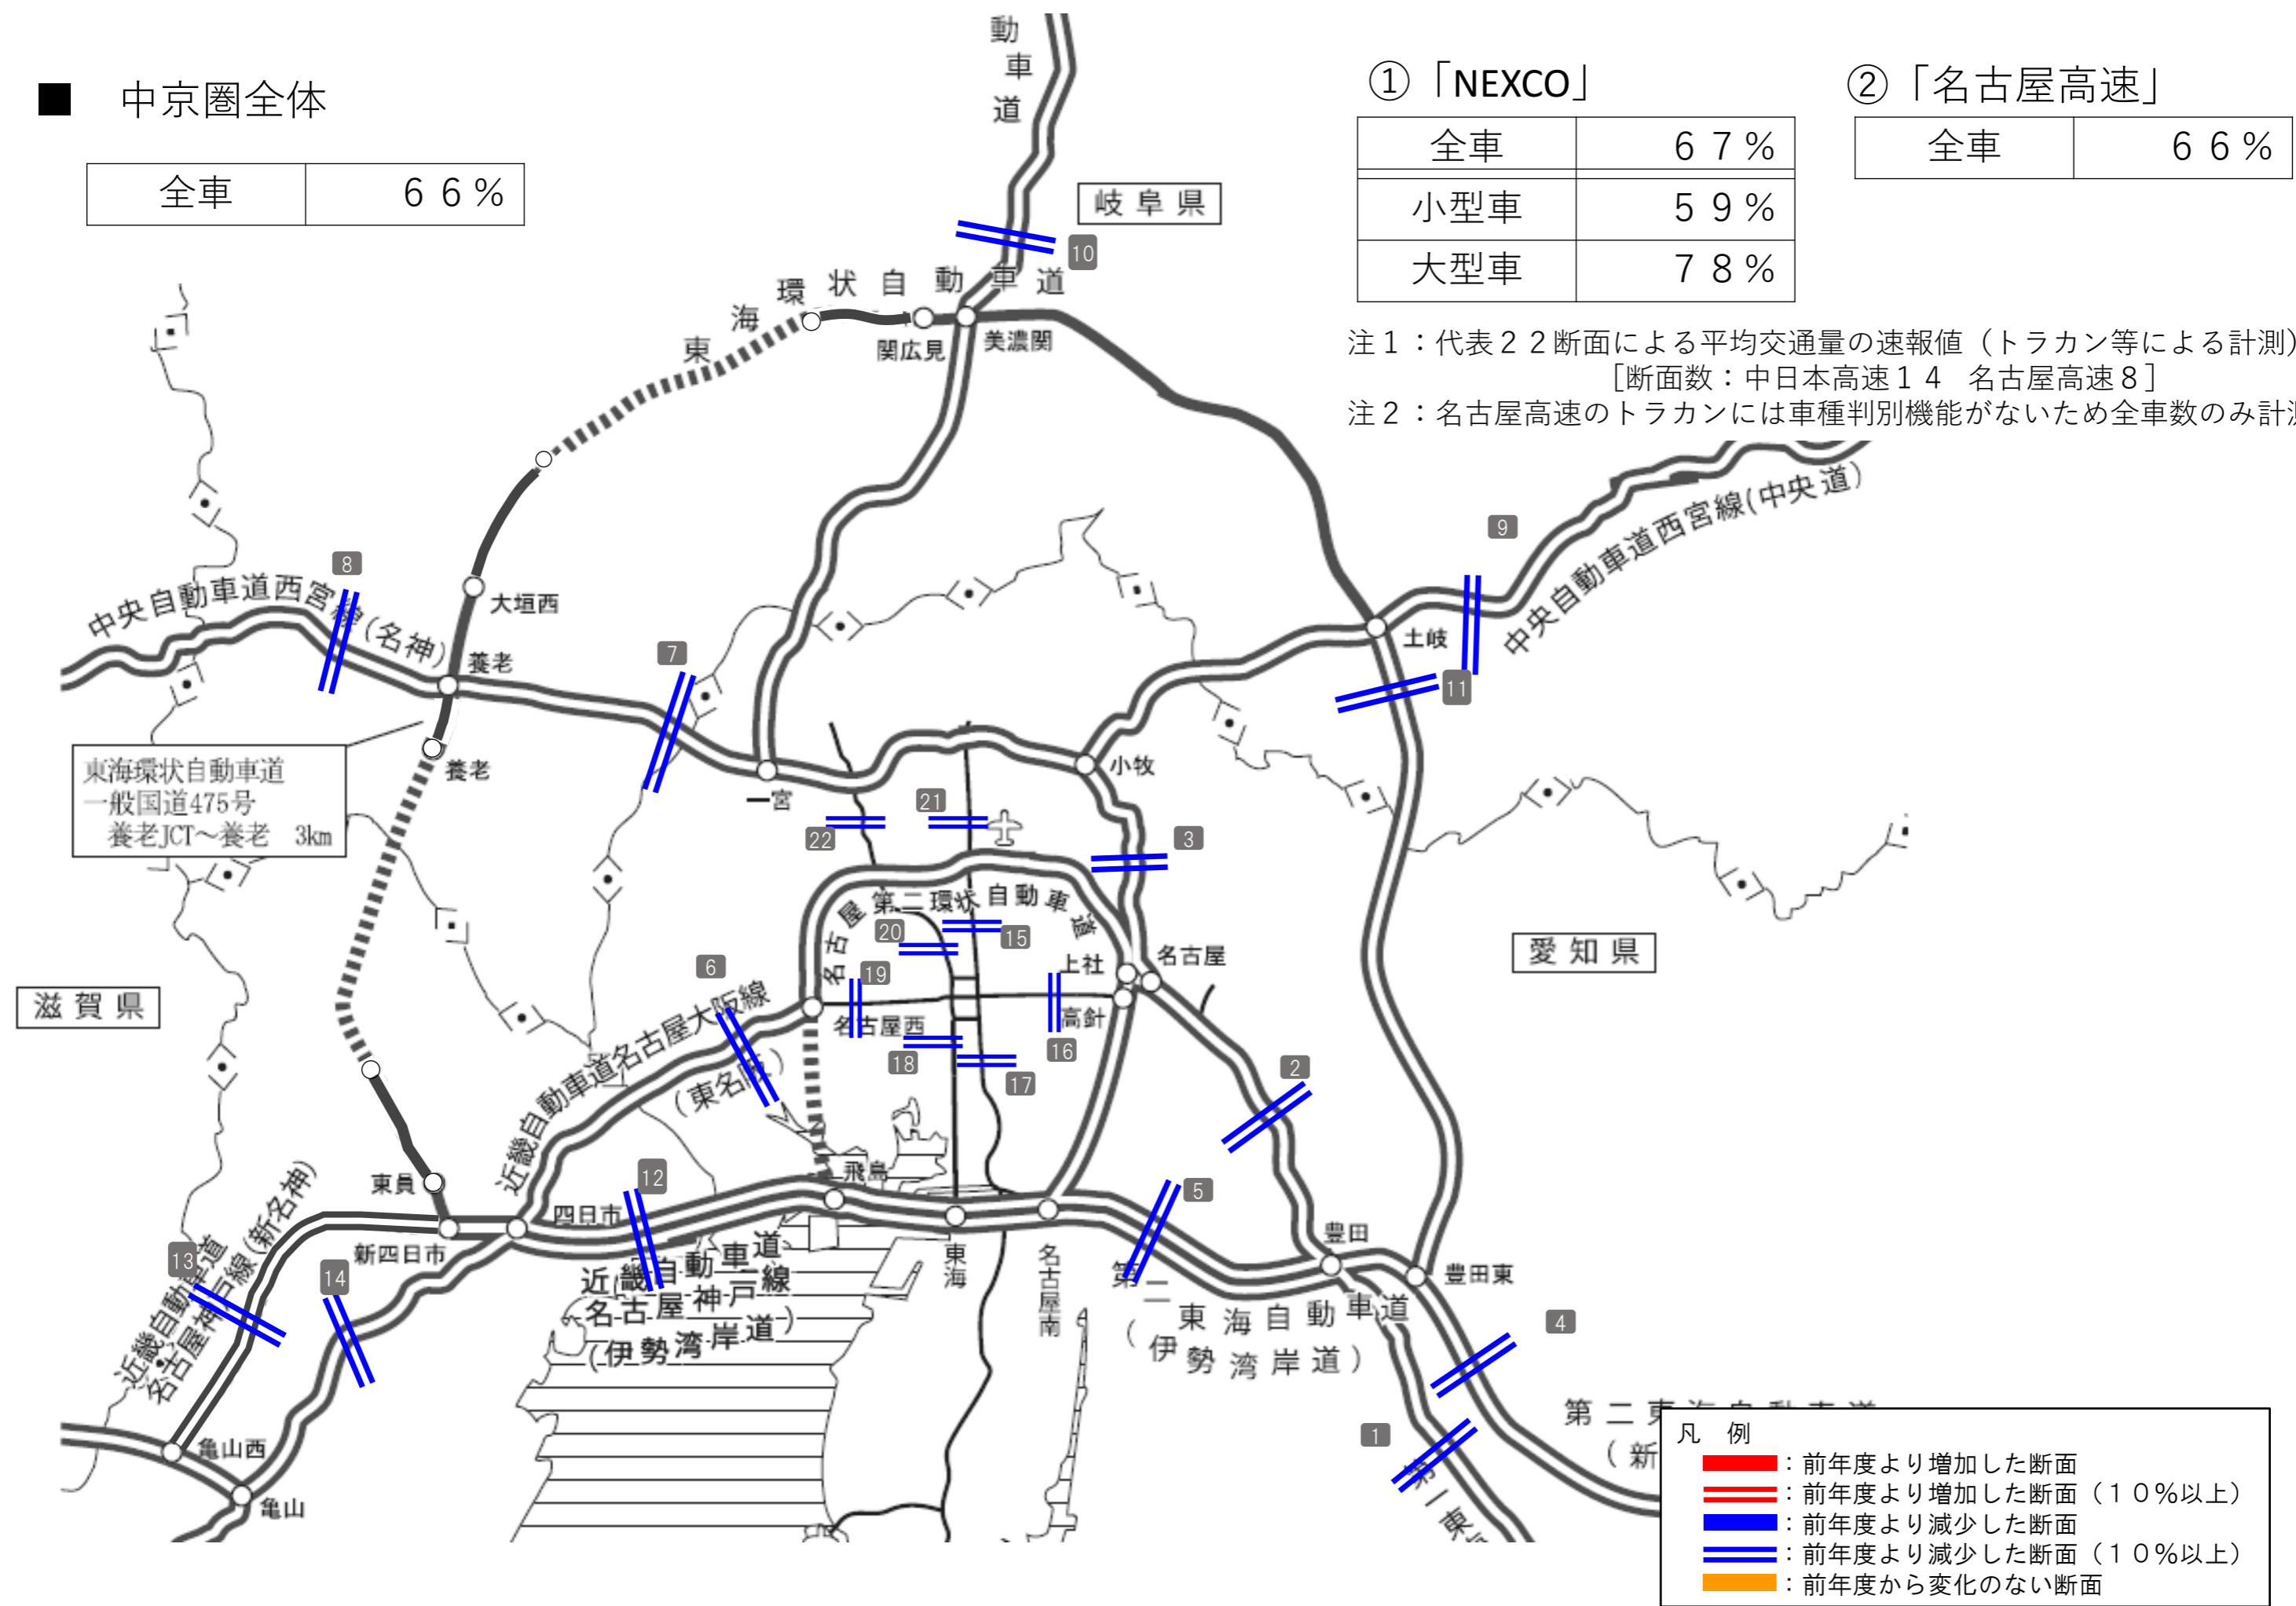 ■ 中京圏全体
全車 66%
①「NEXCO」
全車 67%
小型車 59%
大型車 78%
②「名古屋高速」
全車 66%
注1：代表22断面による平均交通量の速報値（トラカン等による計測)
［断面数：中日本高速14 名古屋高速8］
注2：名古屋高速のトラカンには車種判別機能がないため全車数のみ計測
動車道
岐阜県
10
東海環状自動車道
関広見
美濃関
9
中央自動車道西宮線(中央道)
8
中央自動車道西宮線(名神)
大垣西
養老
7
土岐
11
東海環状自動車道
一般国道475号
養老JCT～養老 3km
養老
一宮
小牧
21
22
3
名古屋第二環状自動車道
20
15
上社
名古屋
愛知県
6
19
滋賀県
近畿自動車道名古屋大阪線
(東名阪)
名古屋西
高針
18
16
17
2
東員
12
飛島
5
四日市
新四日市
13
14
近畿自動車道
名古屋神戸線(新名神)
近畿自動車道
名古屋神戸線
(伊勢湾岸道)
東海
名古屋南
豊田
豊田東
第二東海自動車道
(伊勢湾岸道)
4
1
亀山西
亀山
第一東
第二東海自動車道
(新
凡 例
：前年度より増加した断面
：前年度より増加した断面（10％以上）
：前年度より減少した断面
：前年度より減少した断面（10％以上）
：前年度から変化のない断面